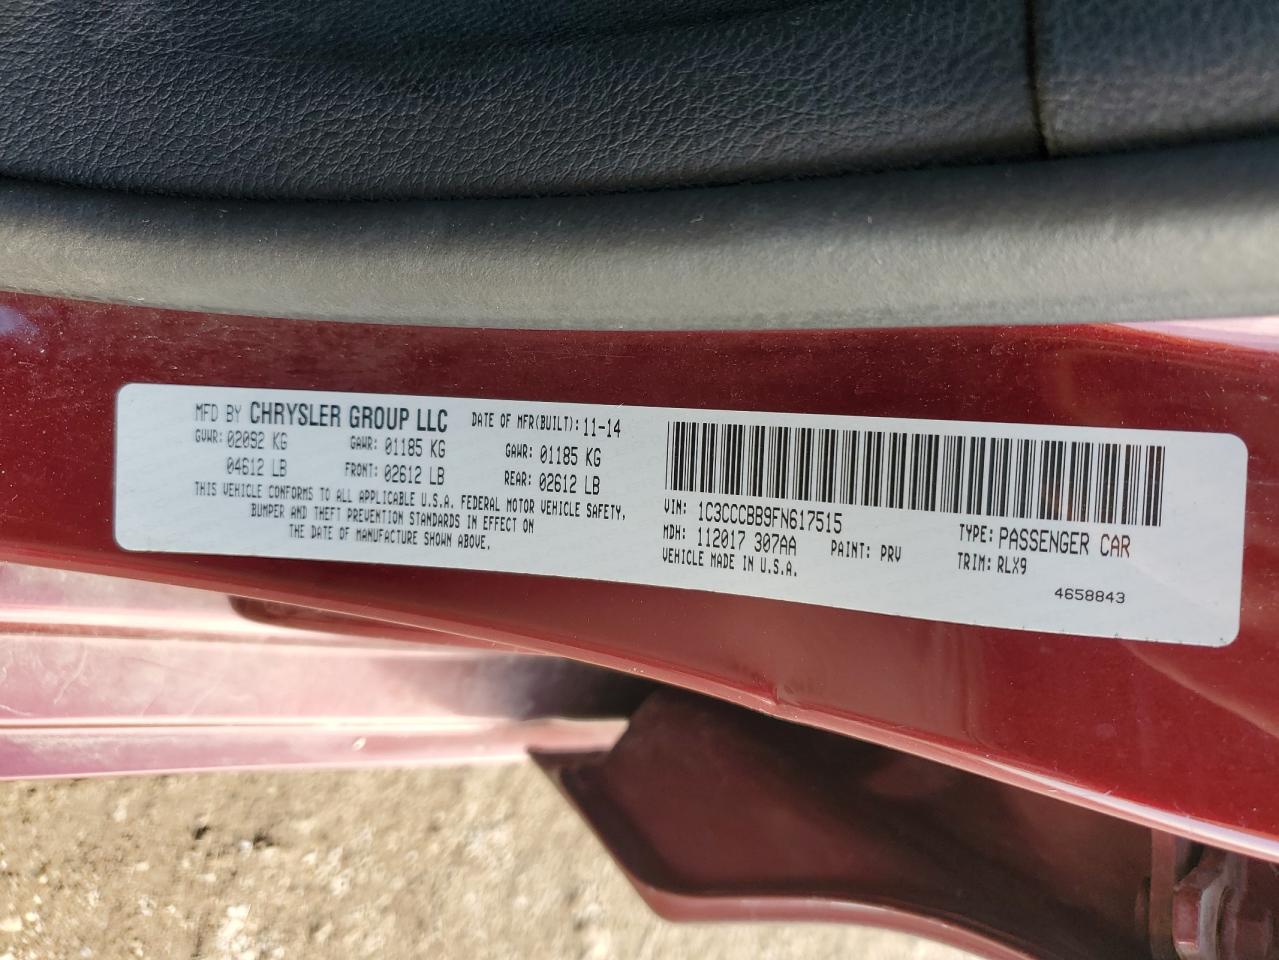 MFD BY CHRYSLER GROUP LLC DATE OF MFR(BUILT): 11-14
GVWR: 02092 KG GAWR: 01185 KG GAWR: 01185 KG
04612 LB FRONT: 02612 LB REAR: 02612 LB
THIS VEHICLE CONFORMS TO ALL APPLICABLE U.S.A. FEDERAL MOTOR VEHICLE SAFETY,
BUMPER AND THEFT PREVENTION STANDARDS IN EFFECT ON
THE DATE OF MANUFACTURE SHOWN ABOVE.
VIN: 1C3CCCBB9FN617515 TYPE: PASSENGER CAR
MDH: 112017 307AA PAINT: PRV TRIM: RLX9
VEHICLE MADE IN U.S.A.
4658843